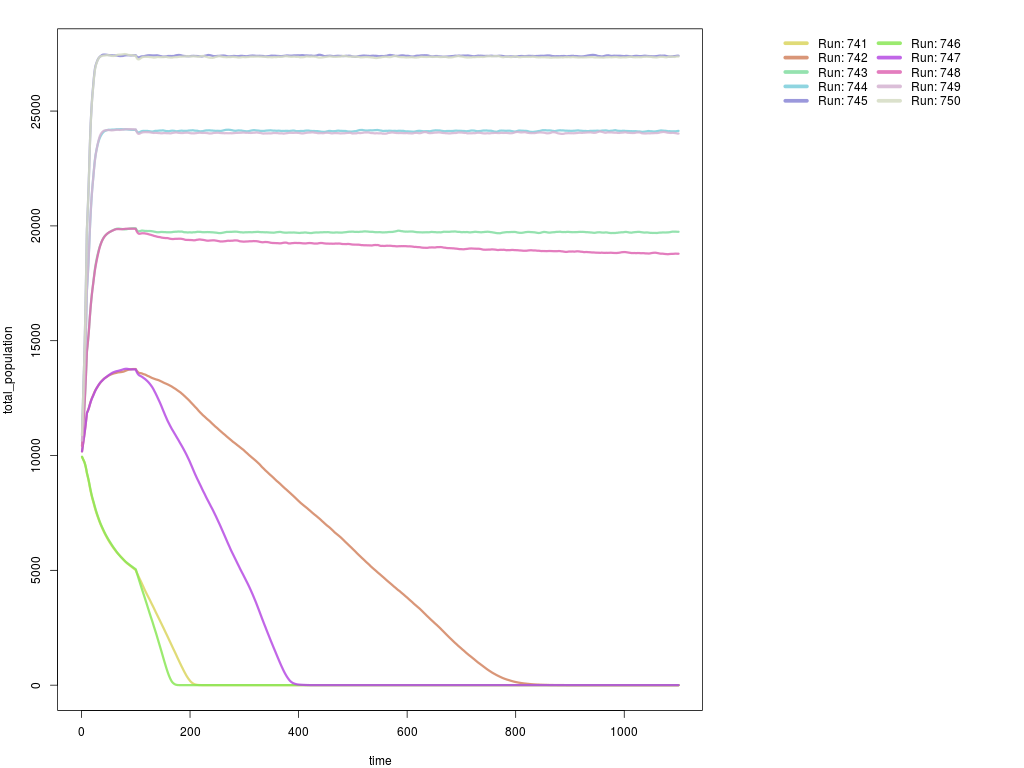 Run: 741 Run: 746
Run: 742 Run: 747
Run: 743 Run: 748
Run: 744 Run: 749
Run: 745 Run: 750
total_population
25000
20000
15000
10000
5000
0
0 200 400 600 800 1000
time